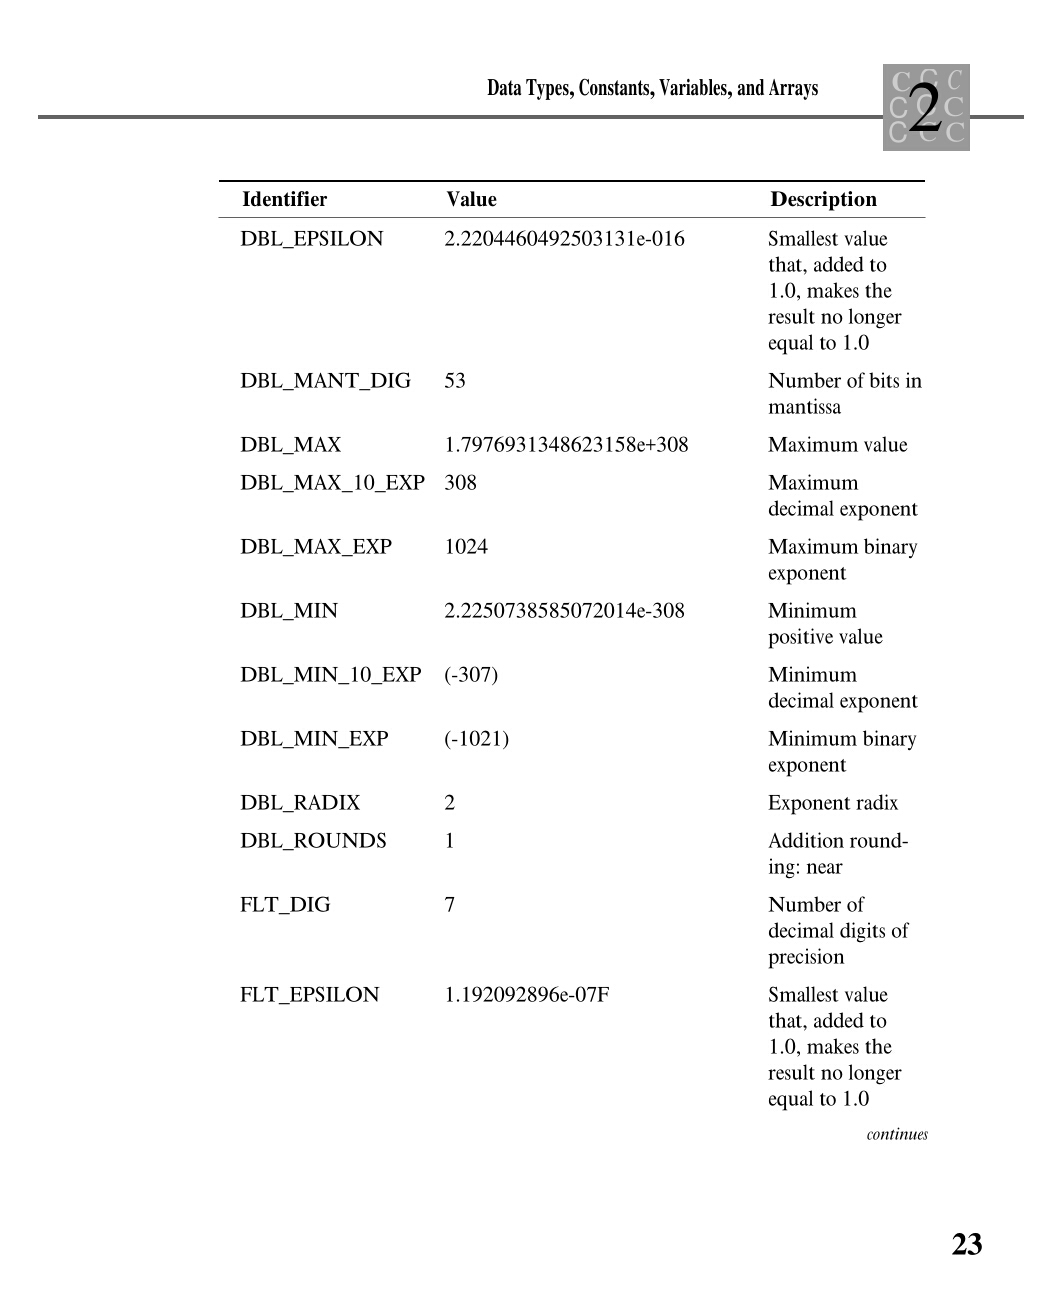 Data Types, Constants, Variables, and Arrays
C C C
C C C
C C C
2
Identifier Value Description
DBL_EPSILON 2.2204460492503131e-016 Smallest value
that, added to
1.0, makes the
result no longer
equal to 1.0
DBL_MANT_DIG 53 Number of bits in
mantissa
DBL_MAX 1.7976931348623158e+308 Maximum value
DBL_MAX_10_EXP 308 Maximum
decimal exponent
DBL_MAX_EXP 1024 Maximum binary
exponent
DBL_MIN 2.2250738585072014e-308 Minimum
positive value
DBL_MIN_10_EXP (-307) Minimum
decimal exponent
DBL_MIN_EXP (-1021) Minimum binary
exponent
DBL_RADIX 2 Exponent radix
DBL_ROUNDS 1 Addition round-
ing: near
FLT_DIG 7 Number of
decimal digits of
precision
FLT_EPSILON 1.192092896e-07F Smallest value
that, added to
1.0, makes the
result no longer
equal to 1.0
continues
23